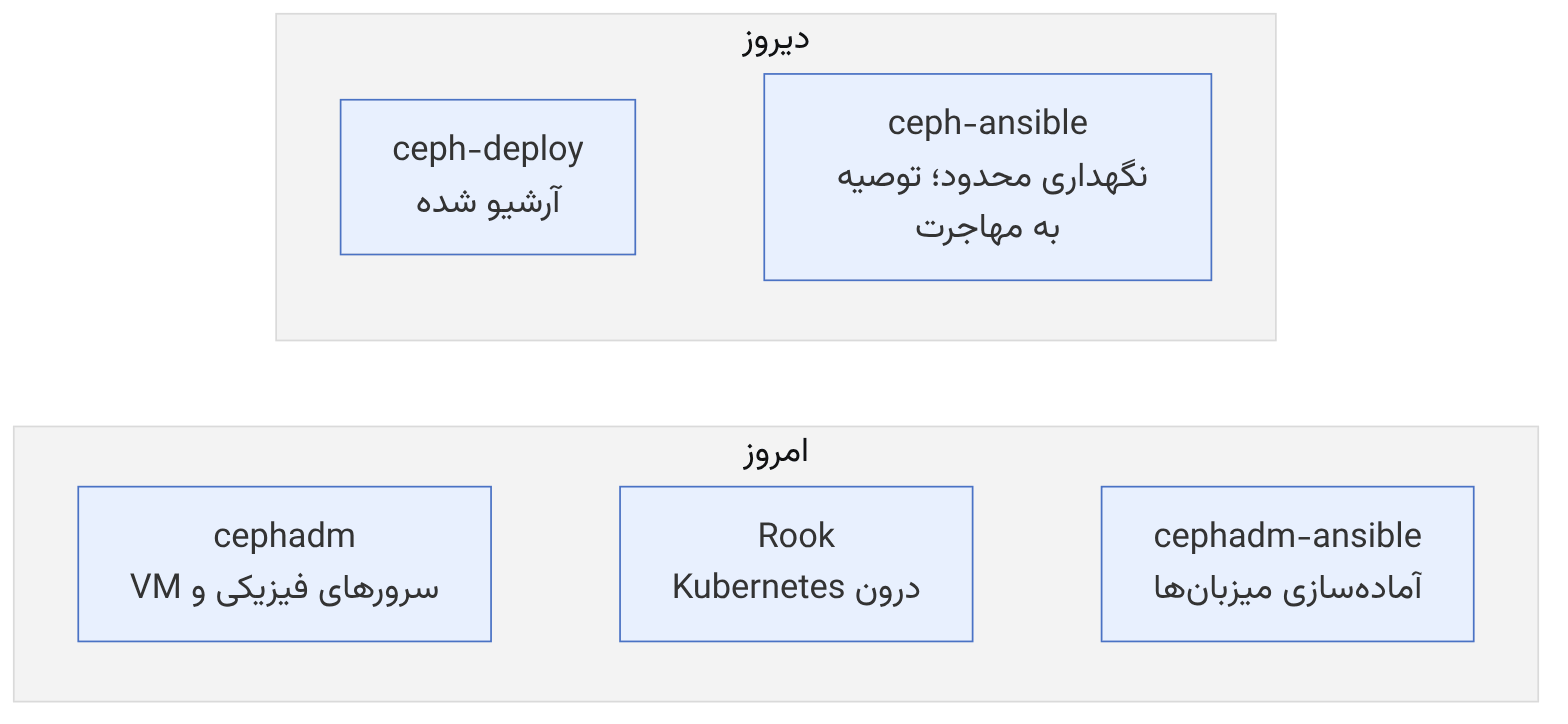 دیروز
ceph-deploy
آرشیو شده
ceph-ansible
نگهداری محدود؛ توصیه
به مهاجرت
امروز
cephadm
سرورهای فیزیکی و VM
Rook
درون Kubernetes
cephadm-ansible
آماده‌سازی میزبان‌ها